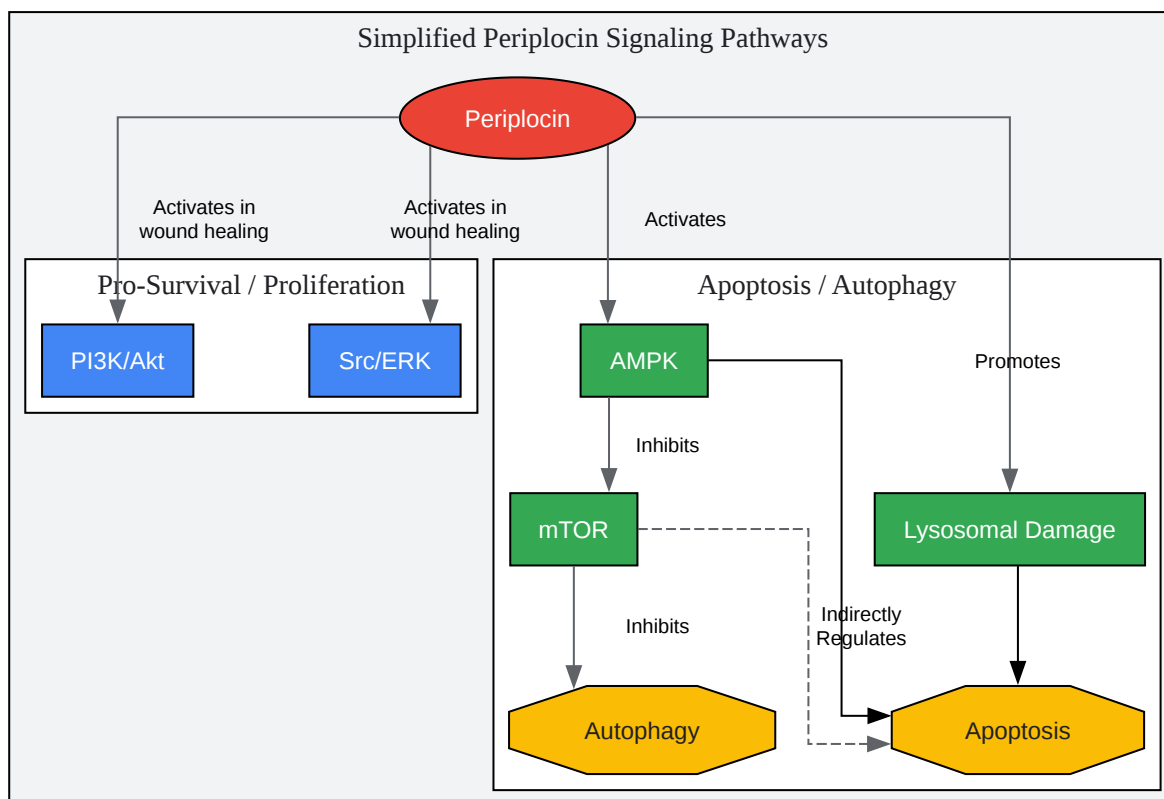 Simplified Periplocin Signaling Pathways
Periplocin
Activates in
wound healing
Activates in
wound healing
Activates
Pro-Survival / Proliferation
Apoptosis / Autophagy
PI3K/Akt
Src/ERK
AMPK
Promotes
Inhibits
mTOR
Lysosomal Damage
Inhibits
Indirectly
Regulates
Autophagy
Apoptosis